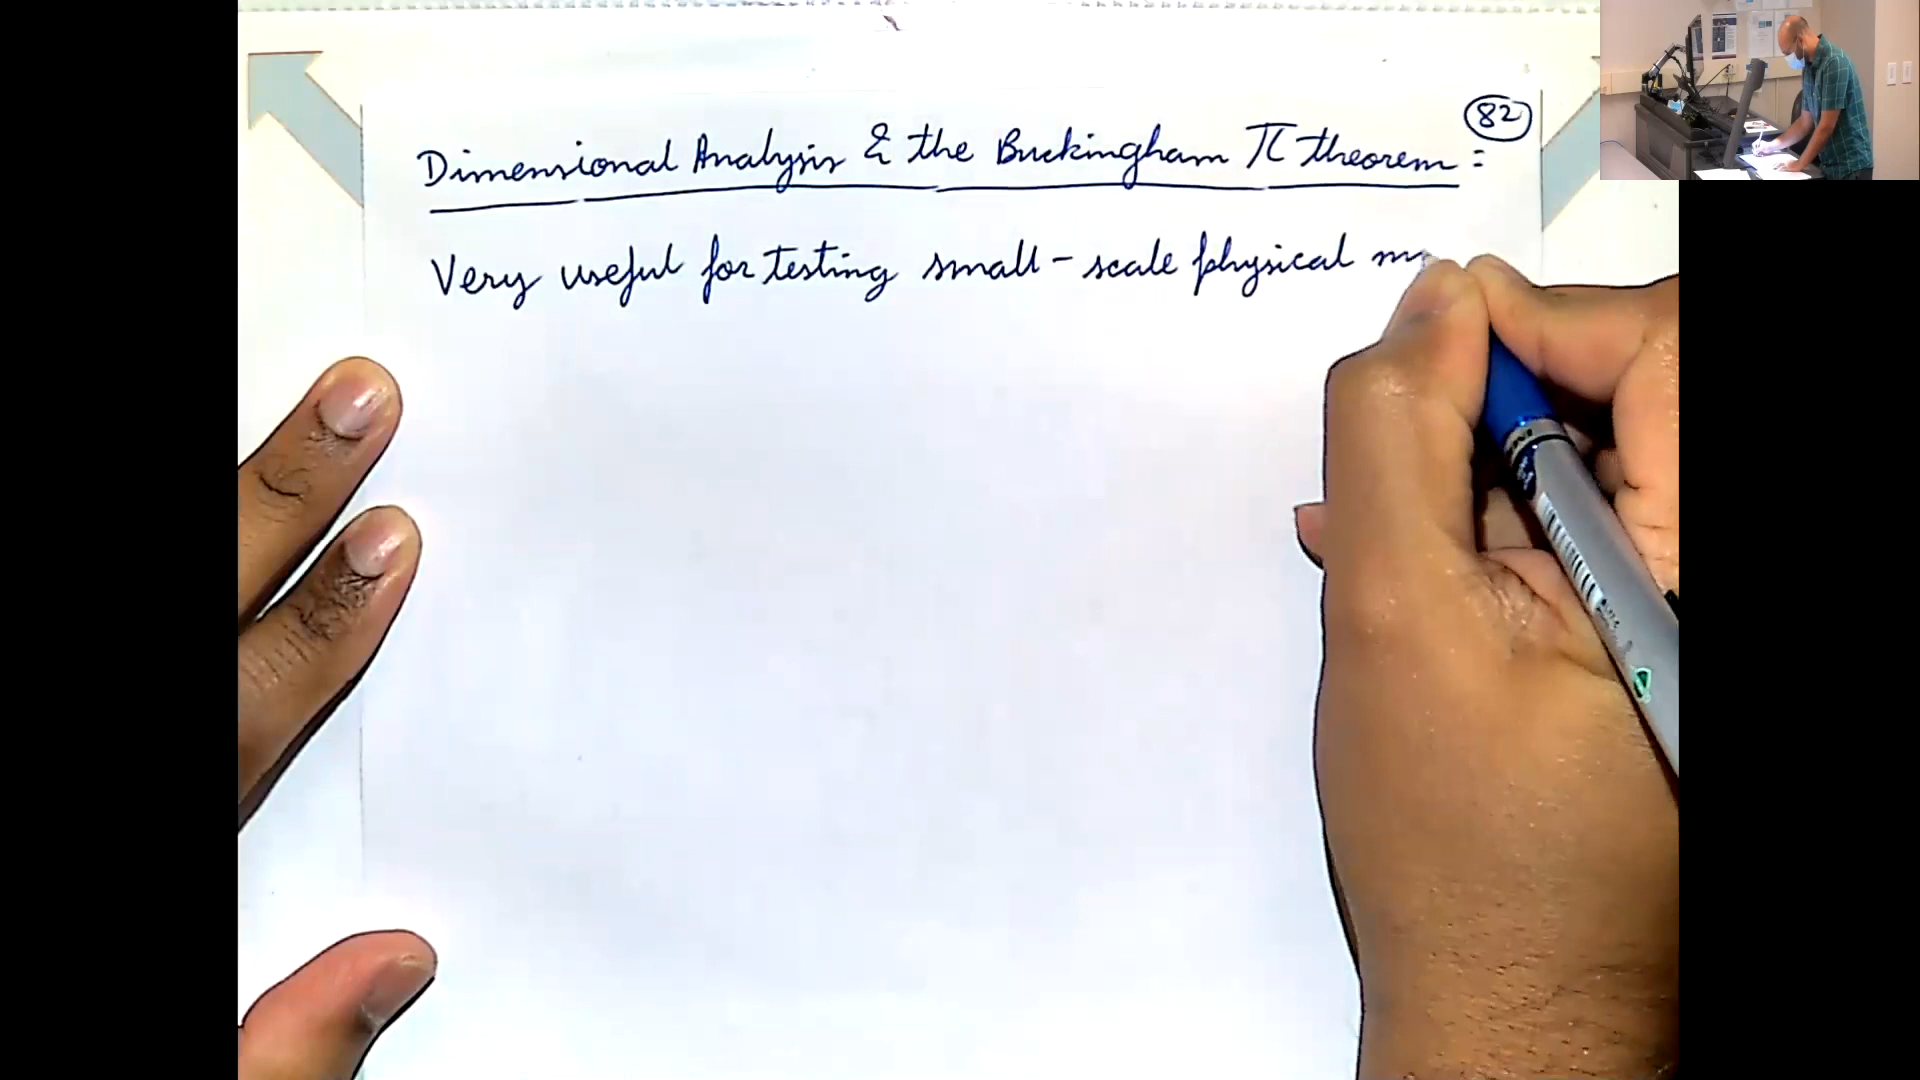 82
Dimensional Analysis & the Buckingham π theorem:
Very useful for testing small-scale physical